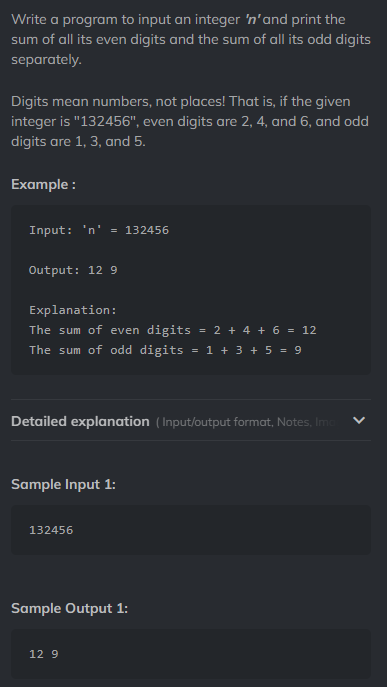 Write a program to input an integer 'n' and print the
sum of all its even digits and the sum of all its odd digits
separately.
Digits mean numbers, not places! That is, if the given
integer is "132456", even digits are 2, 4, and 6, and odd
digits are 1, 3, and 5.
Example :
Input: 'n' = 132456
Output: 12 9
Explanation:
The sum of even digits = 2 + 4 + 6 = 12
The sum of odd digits = 1 + 3 + 5 = 9
Detailed explanation ( Input/output format, Notes,
Sample Input 1:
132456
Sample Output 1:
12 9